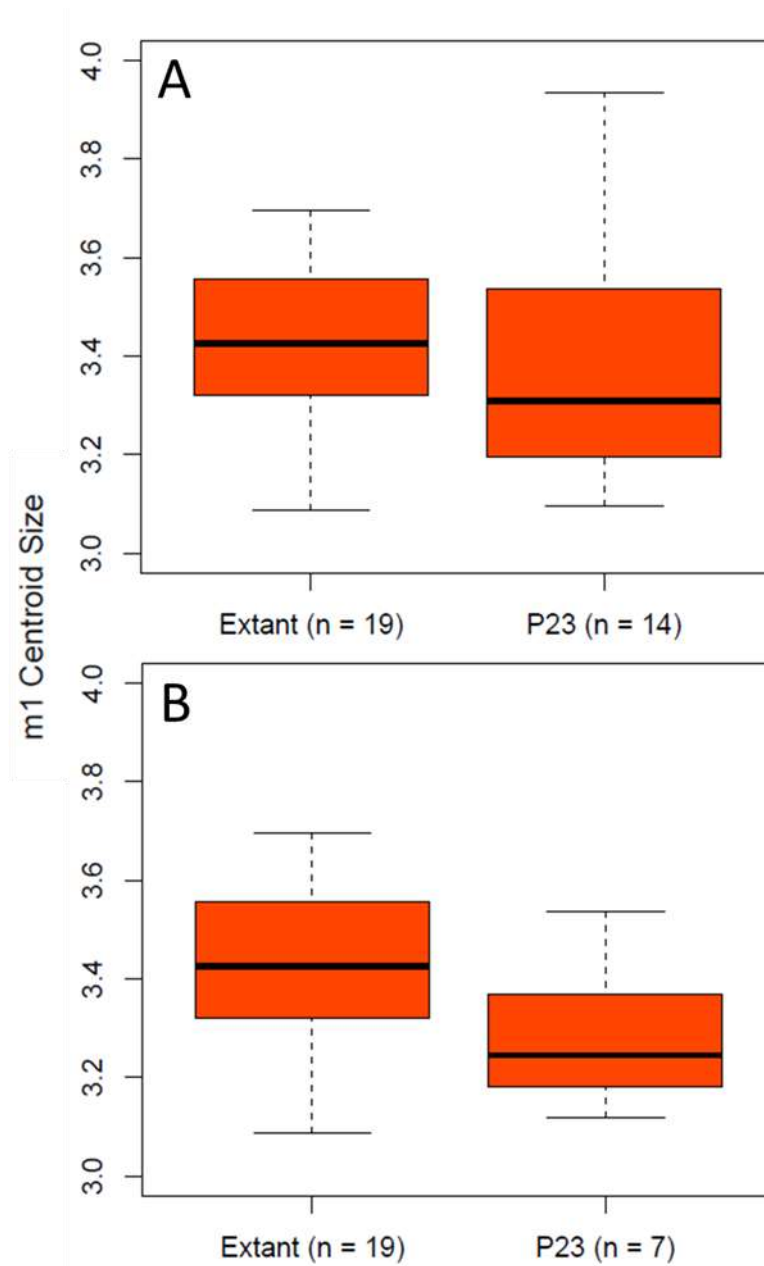 A
4.0
3.8
3.6
3.4
3.2
3.0
Extant (n = 19) P23 (n = 14)
m1 Centroid Size
B
4.0
3.8
3.6
3.4
3.2
3.0
Extant (n = 19) P23 (n = 7)